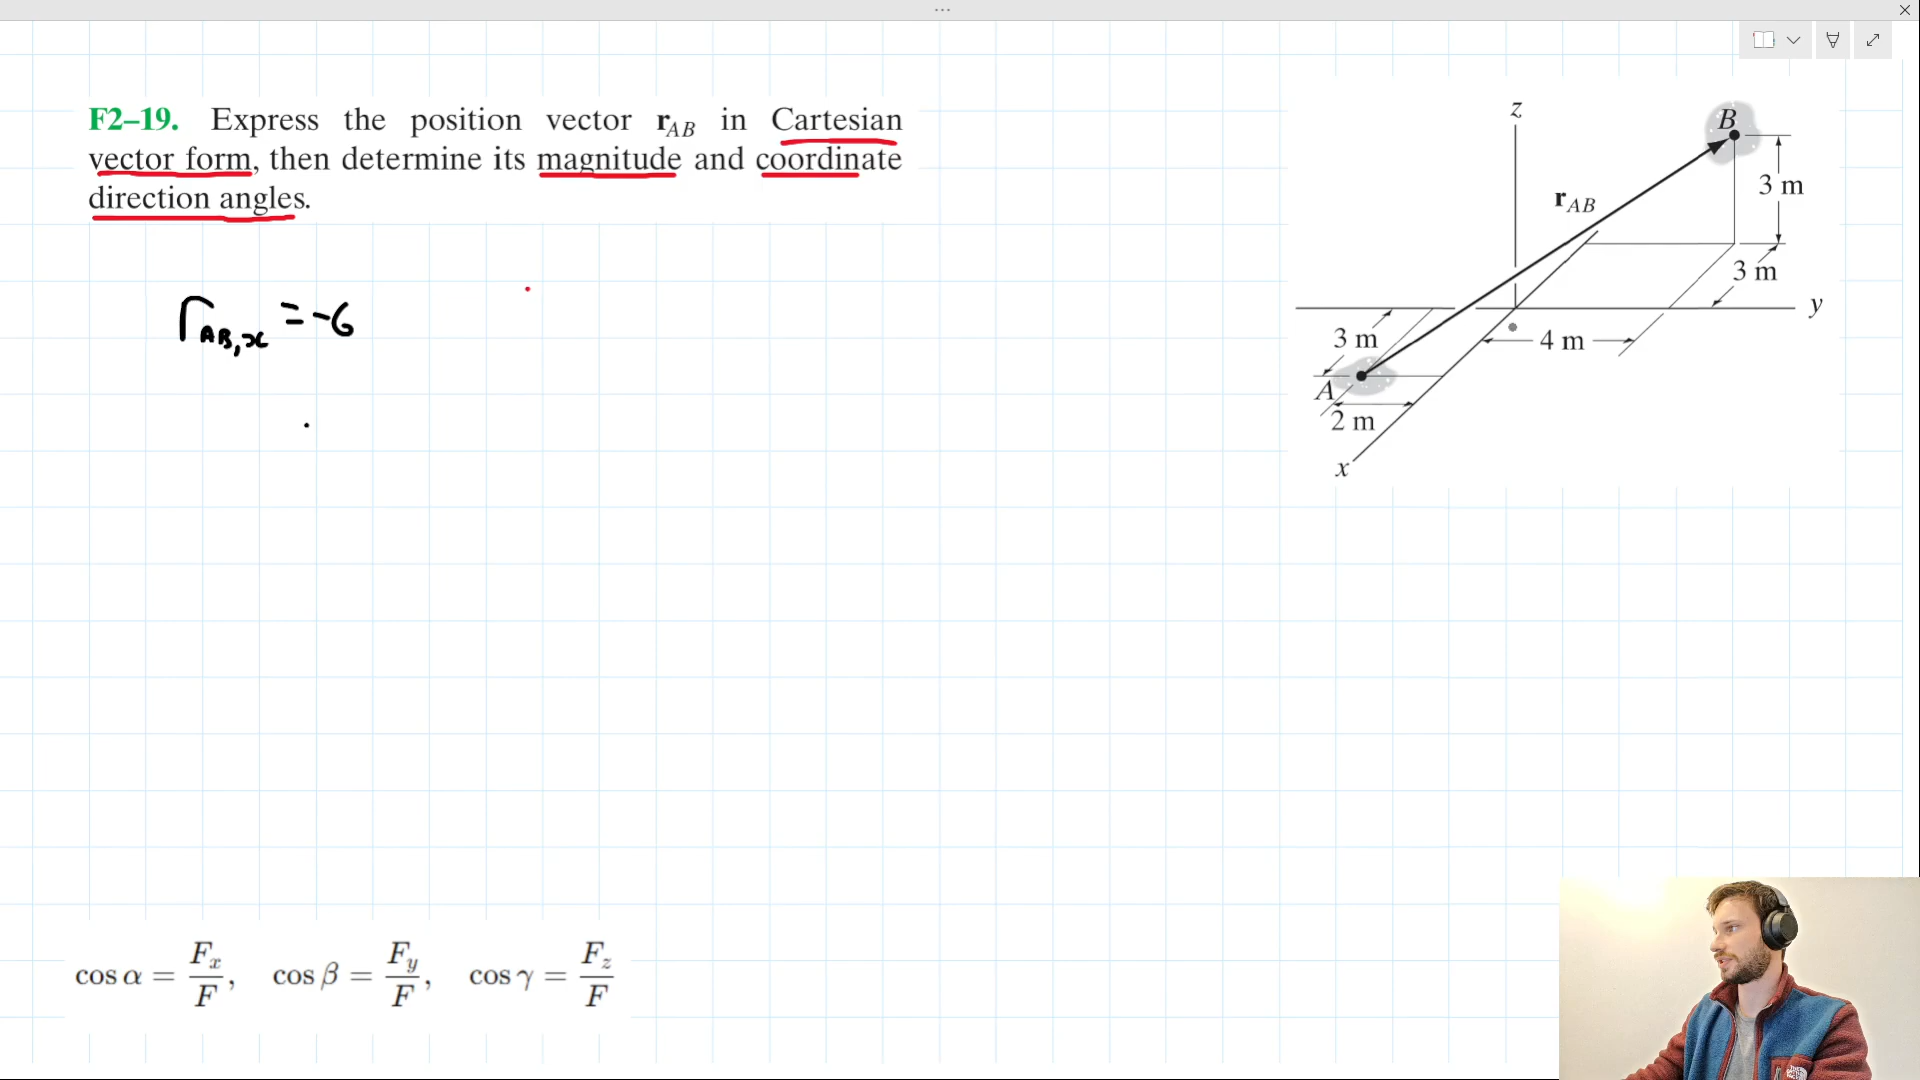 F2–19. Express the position vector r_AB in Cartesian
vector form, then determine its magnitude and coordinate
direction angles.
r_AB,x = -6
z
B
3 m
r_AB
3 m
y
3 m
4 m
A
2 m
x
cos α = F_x / F, cos β = F_y / F, cos γ = F_z / F